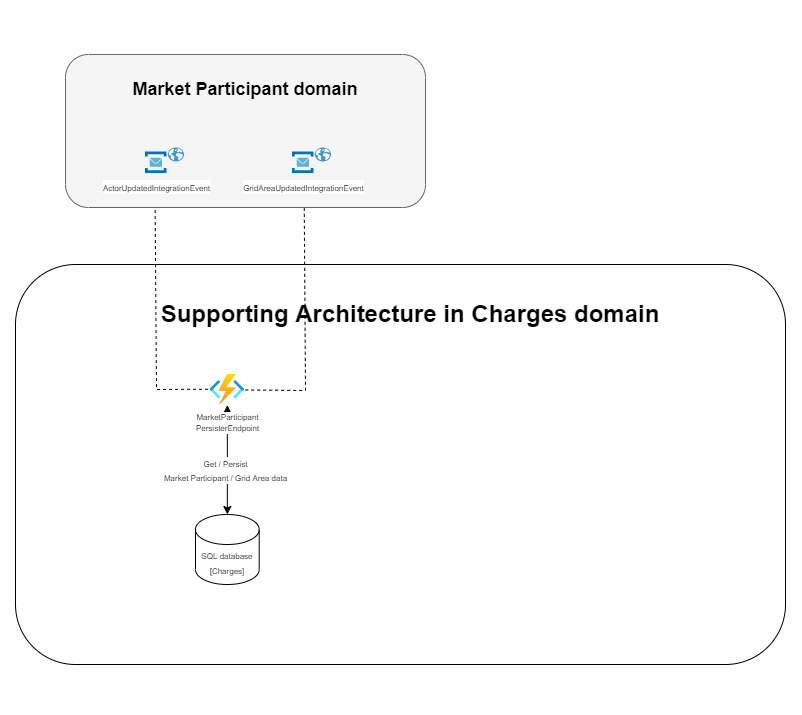 Market Participant domain
ActorUpdatedIntegrationEvent
GridAreaUpdatedIntegrationEvent
Supporting Architecture in Charges domain
MarketParticipant
PersisterEndpoint
Get / Persist
Market Participant / Grid Area data
SQL database
[Charges]